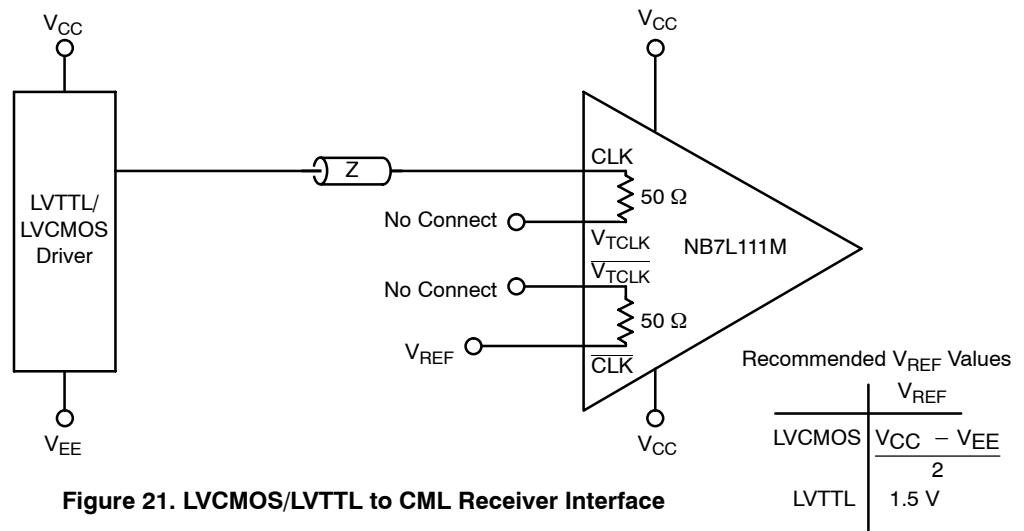 VCC
VCC
LVTTL/
LVCMOS
Driver
Z
CLK
50 Ω
No Connect
VTCLK
VTCLK
No Connect
50 Ω
VREF
CLK
NB7L111M
VEE
VCC
Recommended VREF Values
VREF
LVCMOS
VCC − VEE
2
LVTTL 1.5 V
Figure 21. LVCMOS/LVTTL to CML Receiver Interface